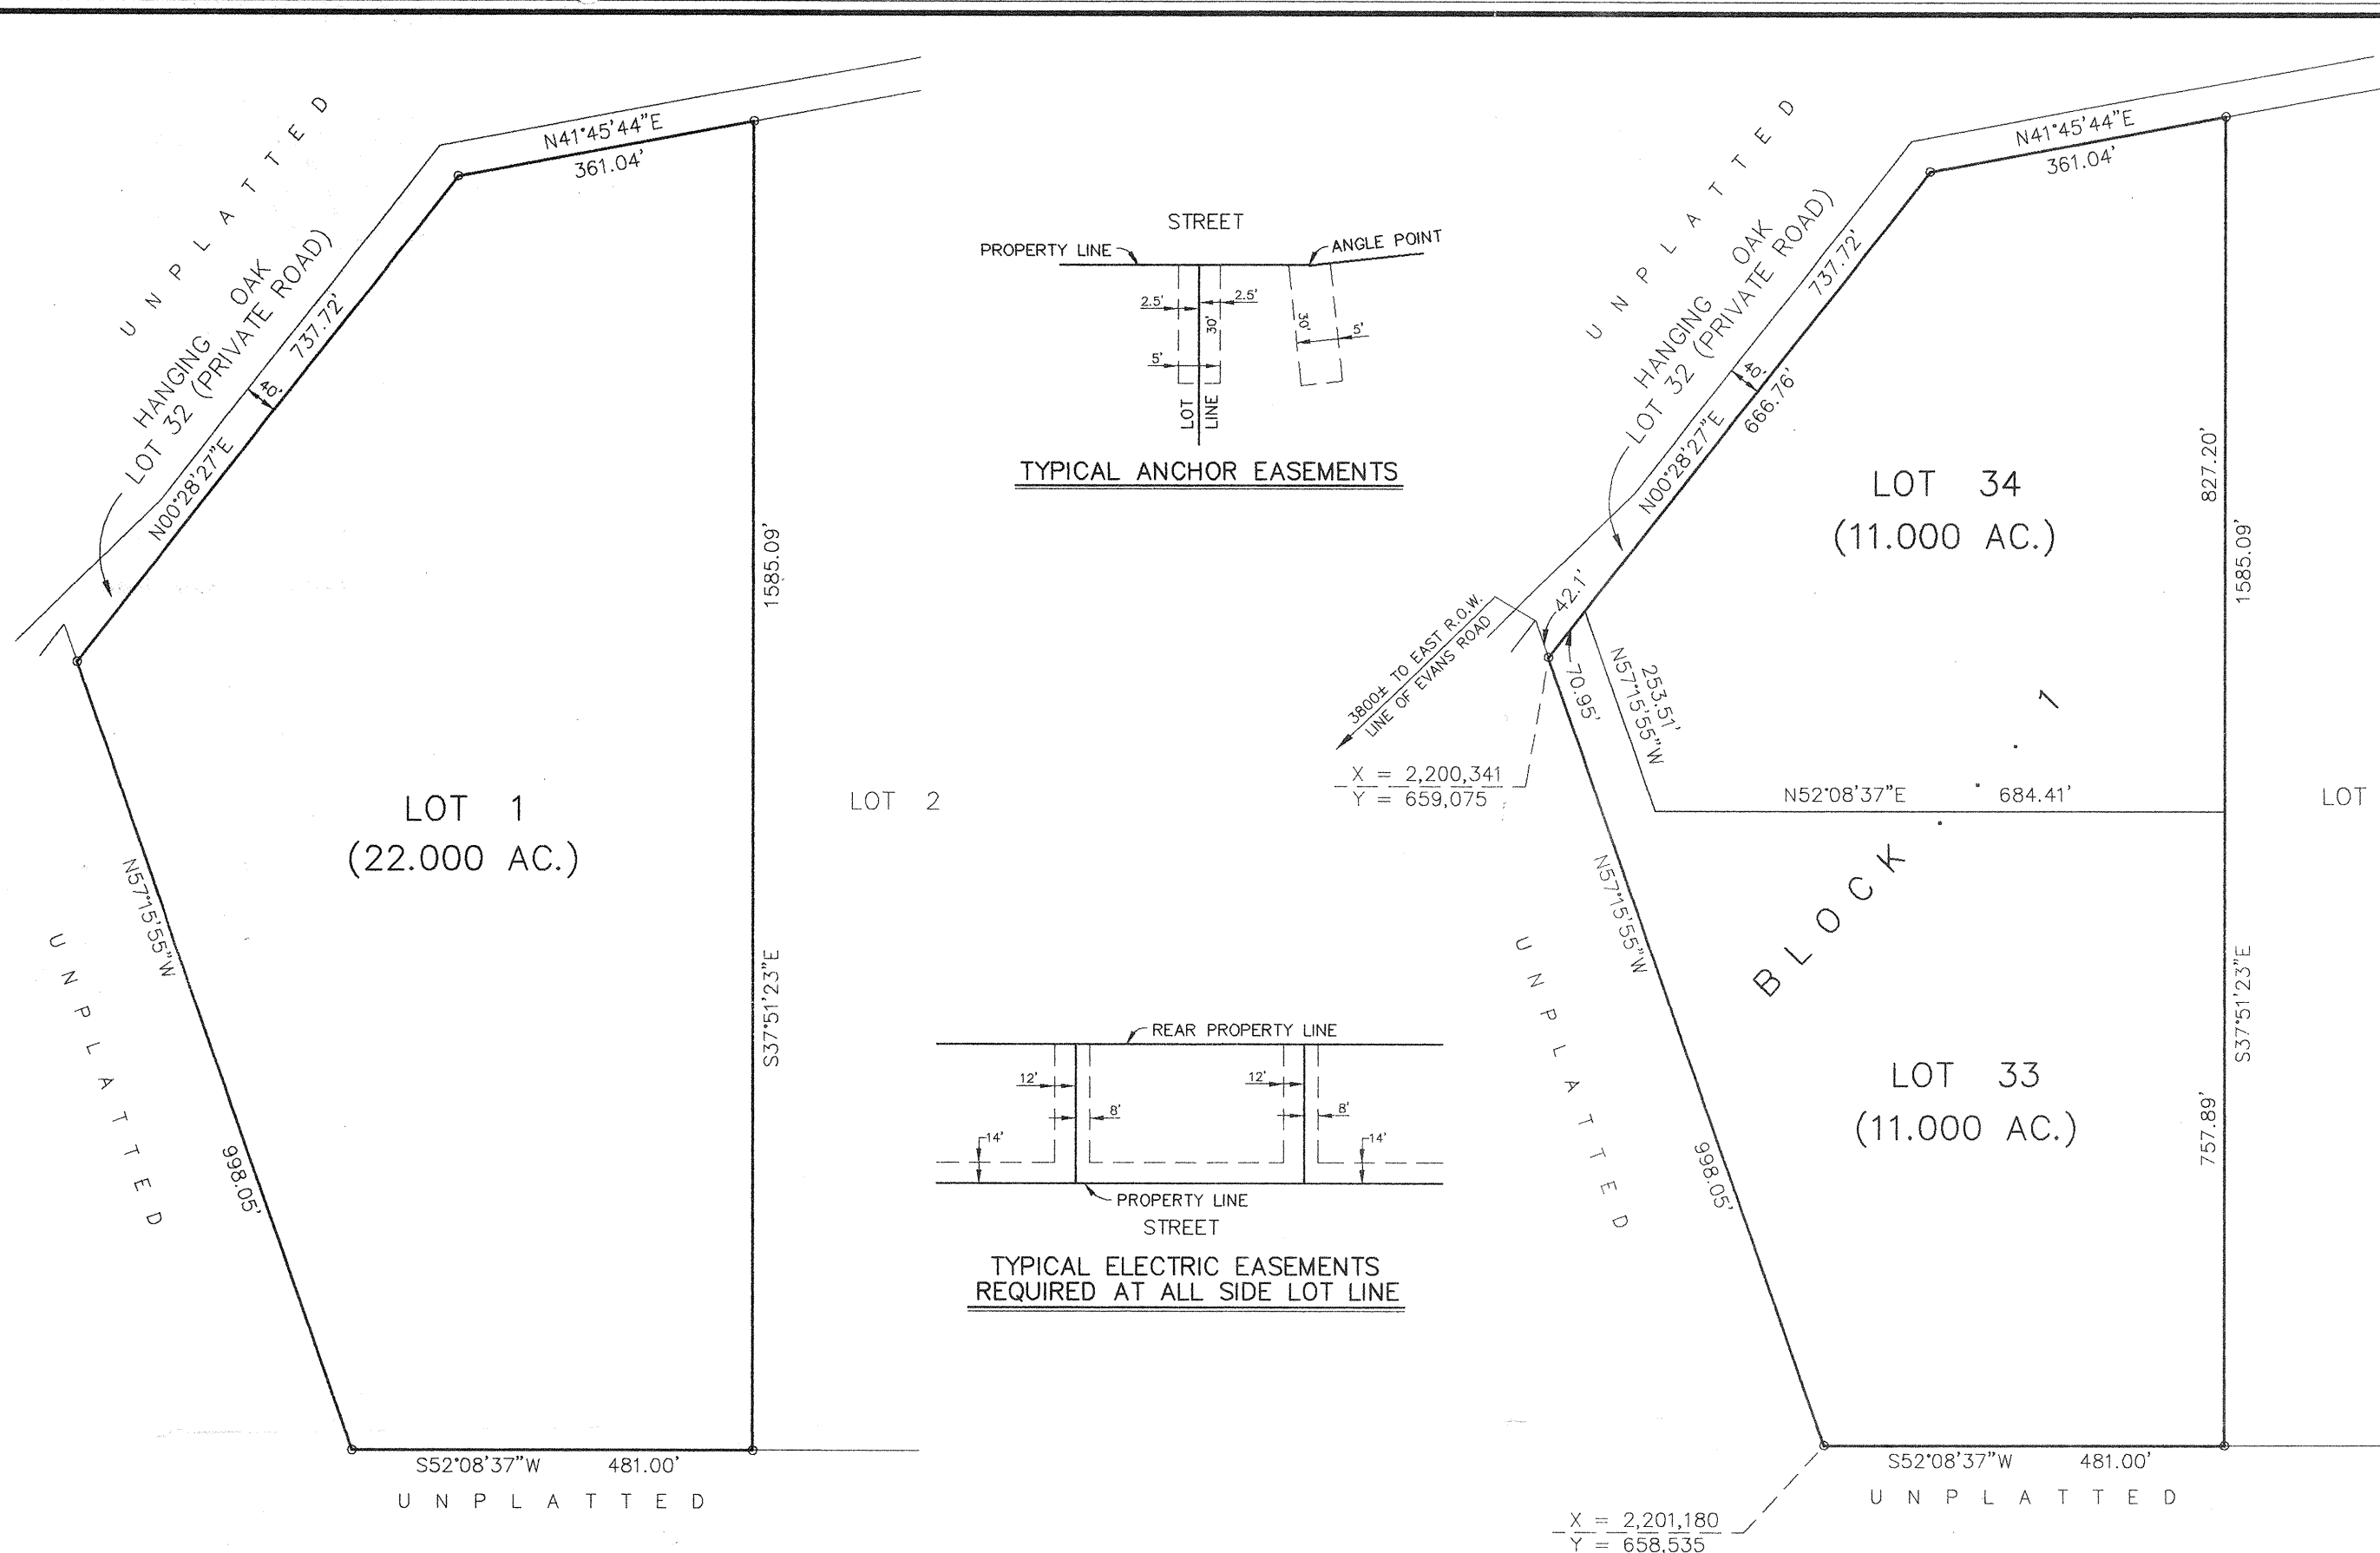 UNPLATTED
N41°45'44"E
361.04'
HANGING OAK
LOT 32 (PRIVATE ROAD)
737.72'
40'
N00°28'27"E
1585.09'
LOT 1
(22.000 AC.)
LOT 2
N57°15'55"W
UNPLATTED
S37°51'23"E
998.05'
S52°08'37"W 481.00'
UNPLATTED
STREET
PROPERTY LINE
ANGLE POINT
2.5'
2.5'
30'
30'
5'
5'
LOT
LINE
TYPICAL ANCHOR EASEMENTS
REAR PROPERTY LINE
12'
12'
8'
8'
14'
14'
PROPERTY LINE
STREET
TYPICAL ELECTRIC EASEMENTS
REQUIRED AT ALL SIDE LOT LINE
UNPLATTED
N41°45'44"E
361.04'
HANGING OAK
LOT 32 (PRIVATE ROAD)
737.72'
40'
666.76'
N00°28'27"E
827.20'
LOT 34
(11.000 AC.)
1585.09'
42.1'
3800± TO EAST R.O.W.
LINE OF EVANS ROAD
70.95'
253.51'
N57°15'55"W
X = 2,200,341
Y = 659,075
N52°08'37"E 684.41'
LOT
BLOCK 1
N57°15'55"W
UNPLATTED
S37°51'23"E
LOT 33
(11.000 AC.)
757.89'
998.05'
S52°08'37"W 481.00'
UNPLATTED
X = 2,201,180
Y = 658,535